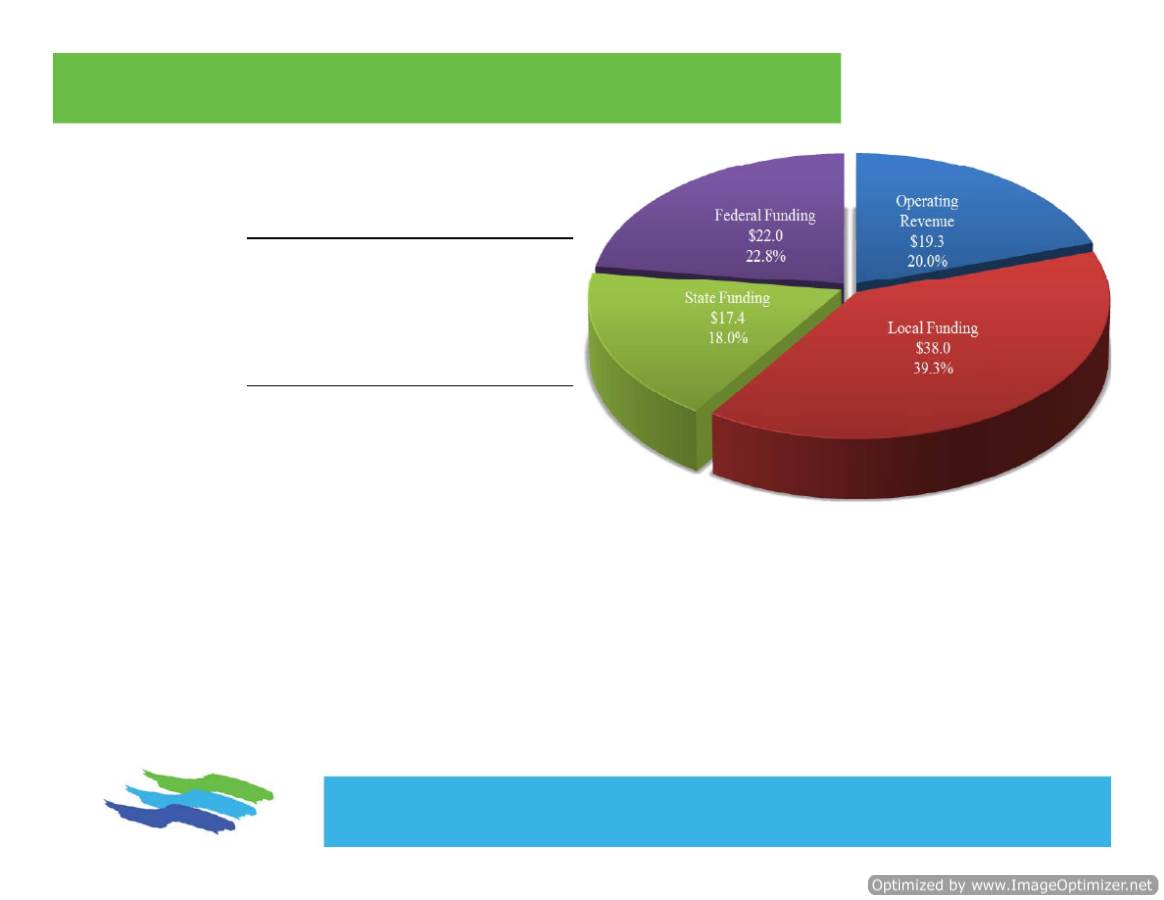 Federal Funding
$22.0
22.8%
Operating
Revenue
$19.3
20.0%
State Funding
$17.4
18.0%
Local Funding
$38.0
39.3%
Optimized by www.ImageOptimizer.net